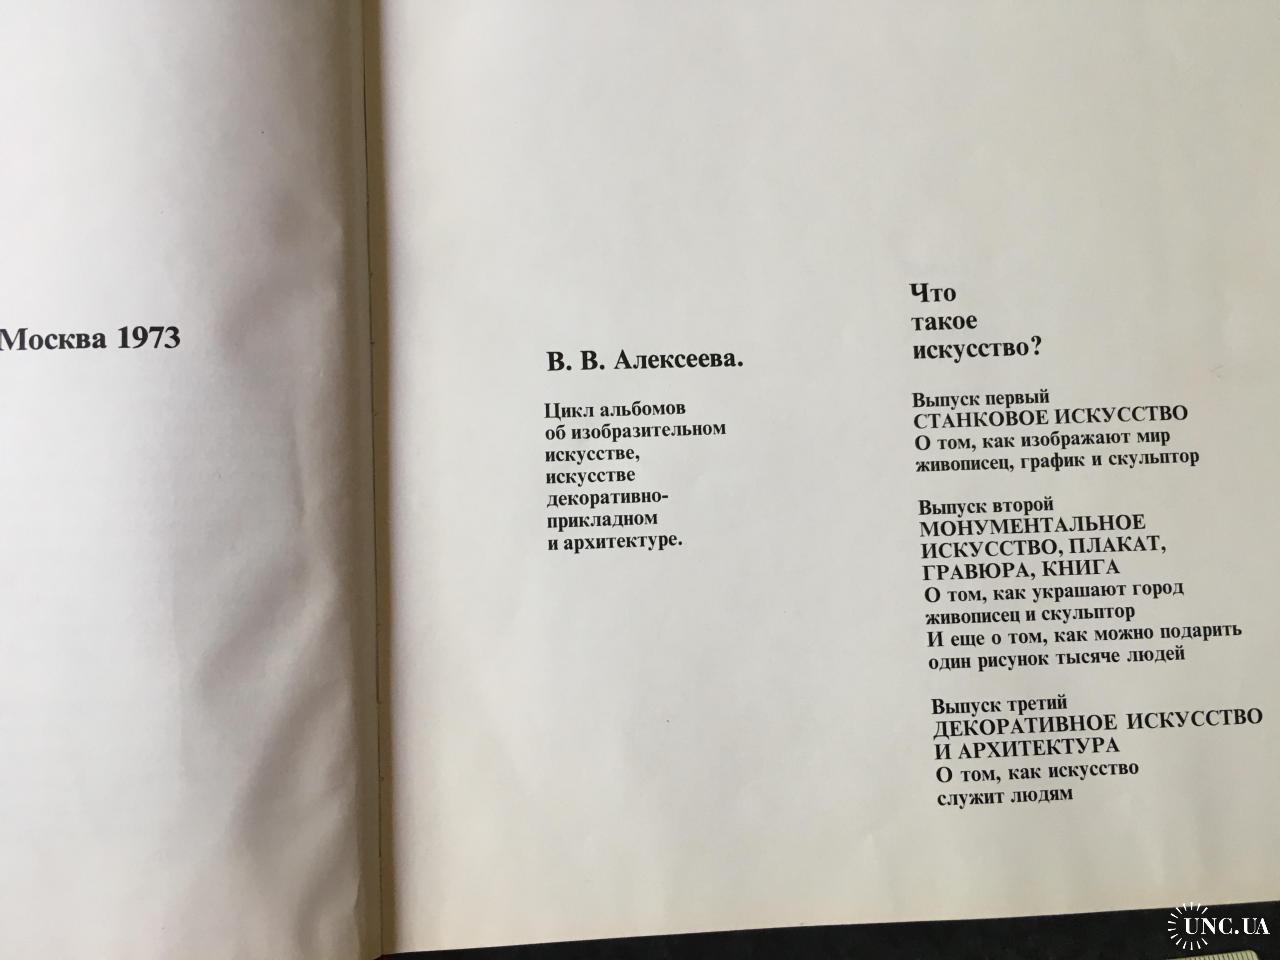 Москва 1973
В. В. Алексеева.
Цикл альбомов
об изобразительном
искусстве,
искусстве
декоративно-
прикладном
и архитектуре.
Что
такое
искусство?
Выпуск первый
СТАНКОВОЕ ИСКУССТВО
О том, как изображают мир
живописец, график и скульптор
Выпуск второй
МОНУМЕНТАЛЬНОЕ
ИСКУССТВО, ПЛАКАТ,
ГРАВЮРА, КНИГА
О том, как украшают город
живописец и скульптор
И еще о том, как можно подарить
один рисунок тысяче людей
Выпуск третий
ДЕКОРАТИВНОЕ ИСКУССТВО
И АРХИТЕКТУРА
О том, как искусство
служит людям
UNC.UA